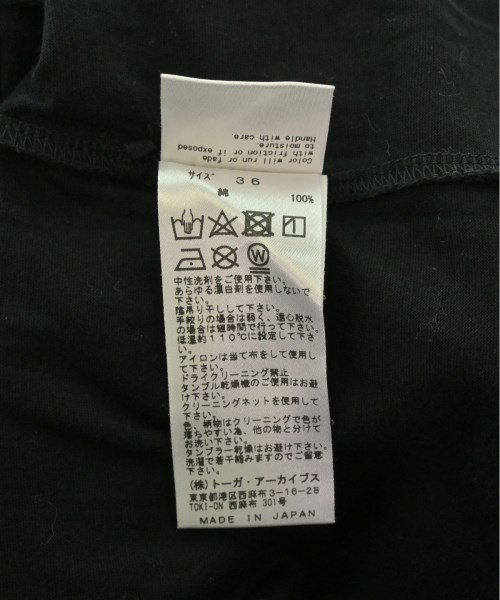 Color will run or fade
with friction or if exposed
to moisture.
Handle with care.
サイズ 36
綿 100%
W
中性洗剤をご使用下さい。
あらゆる漂白剤を使用しないで
下さい。
陰吊り干しして下さい。
手絞りの場合は弱く、遠心脱水
の場合は短時間で行って下さい。
低温約110℃に設定して下さ
い。
アイロンは当て布をして使用し
て下さい。
ドライクリーニング禁止
タンブル乾燥機のご使用はお避
け下さい。
クリーニングネットを使用して
下さい。
色、柄物はクリーニングで色が
落ちやすい為、他の物と分けて
お洗い下さい。
タンブラー乾燥はお避け下さい。
洗濯で若干縮みますのでご留意
下さい。
(株)トーガ・アーカイブス
東京都港区西麻布3-16-28
TOKI-ON 西麻布 301号
MADE IN JAPAN